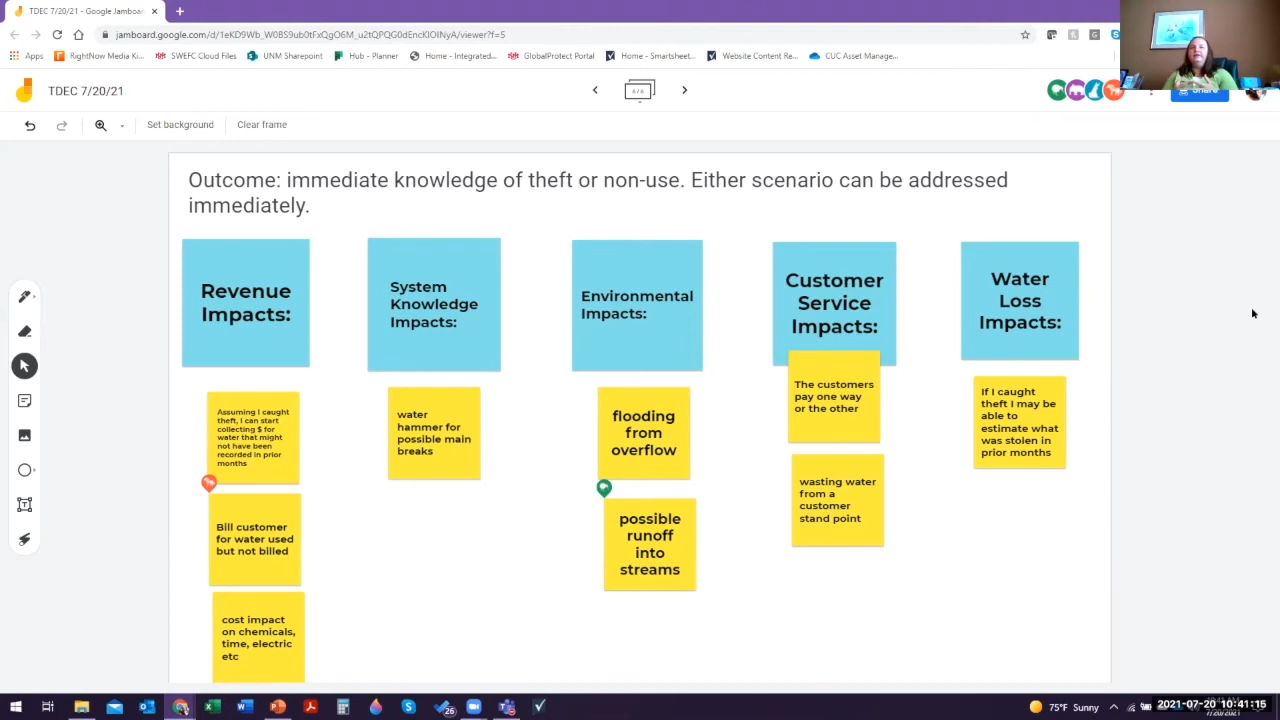 TDEC 7/20/21 - Google Jamboa
jamboard.google.com/d/
/viewer?f=5
Apps
RightNow Media Ki...
SWEFC Cloud Files
UNM Sharepoint
Hub - Planner
Home - Integrated...
GlobalProtect Portal
Home - Smartsheet...
Website Content Re...
CUC Asset Manage...
TDEC 7/20/21
6/6
Share
Set background
Clear frame
Outcome: immediate knowledge of theft or non-use. Either scenario can be addressed
immediately.
Revenue
Impacts:
Assuming I caught
theft, I can start
collecting $ for
water that might
not have been
recorded in prior
months
Bill customer
for water used
but not billed
cost impact
on chemicals,
time, electric
etc
System
Knowledge
Impacts:
water
hammer for
possible main
breaks
Environmental
Impacts:
flooding
from
overflow
possible
runoff
into
streams
Customer
Service
Impacts:
The customers
pay one way
or the other
wasting water
from a
customer
stand point
Water
Loss
Impacts:
If I caught
theft I may be
able to
estimate what
was stolen in
prior months
26
75°F Sunny
2021-07-20 10:41:15